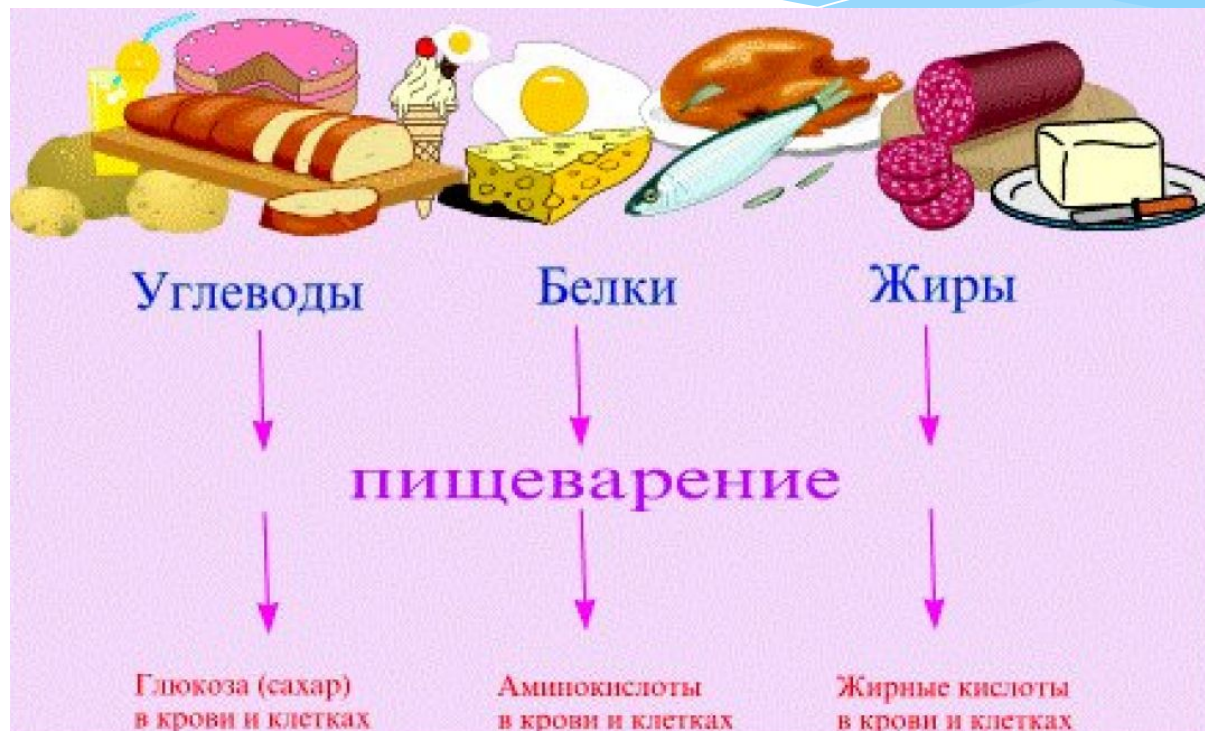 Углеводы Белки Жиры
пищеварение
Глюкоза (сахар) Аминокислоты Жирные кислоты
в крови и клетках в крови и клетках в крови и клетках